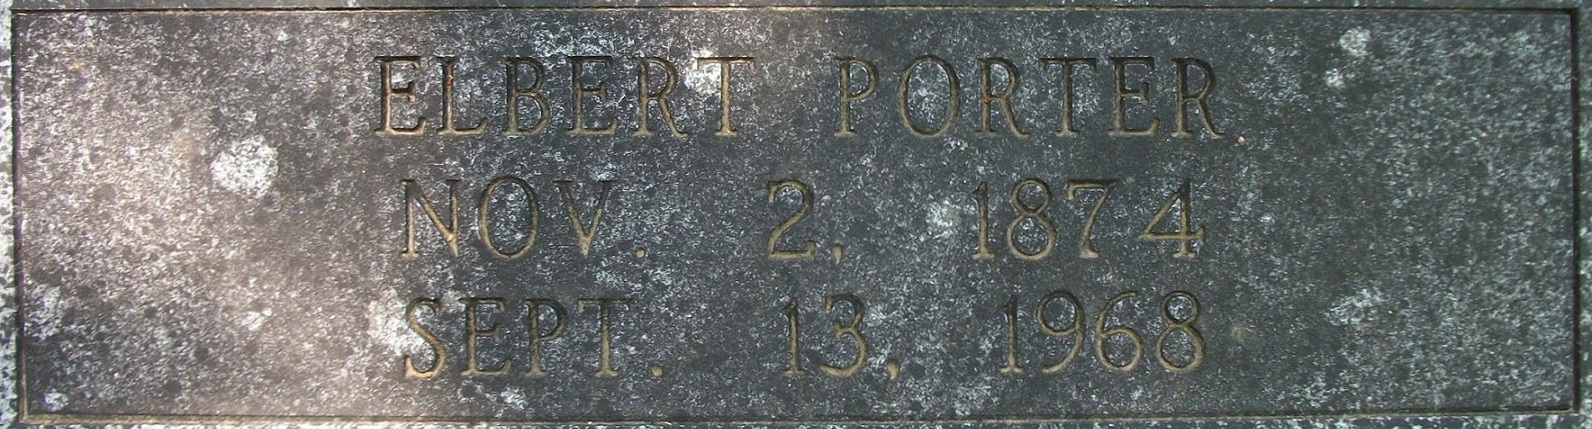 ELBERT PORTER
NOV. 2, 1874
SEPT. 13, 1968